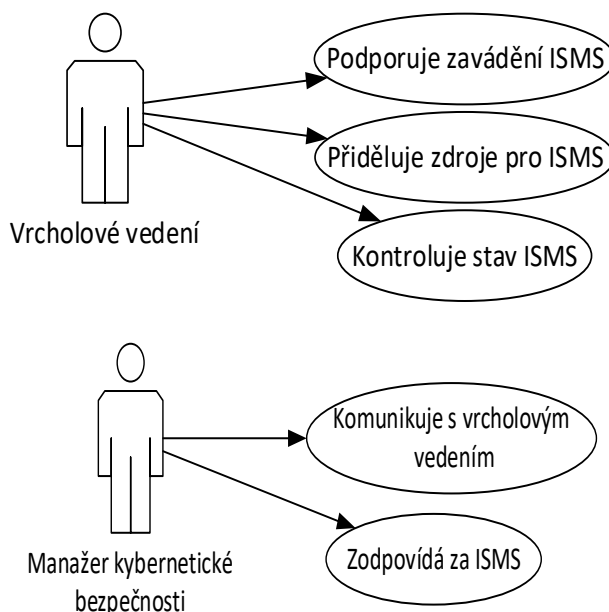 Podporuje zavádění ISMS
Přiděluje zdroje pro ISMS
Vrcholové vedení
Kontroluje stav ISMS
Komunikuje s vrcholovým
vedením
Manažer kybernetické
bezpečnosti
Zodpovídá za ISMS